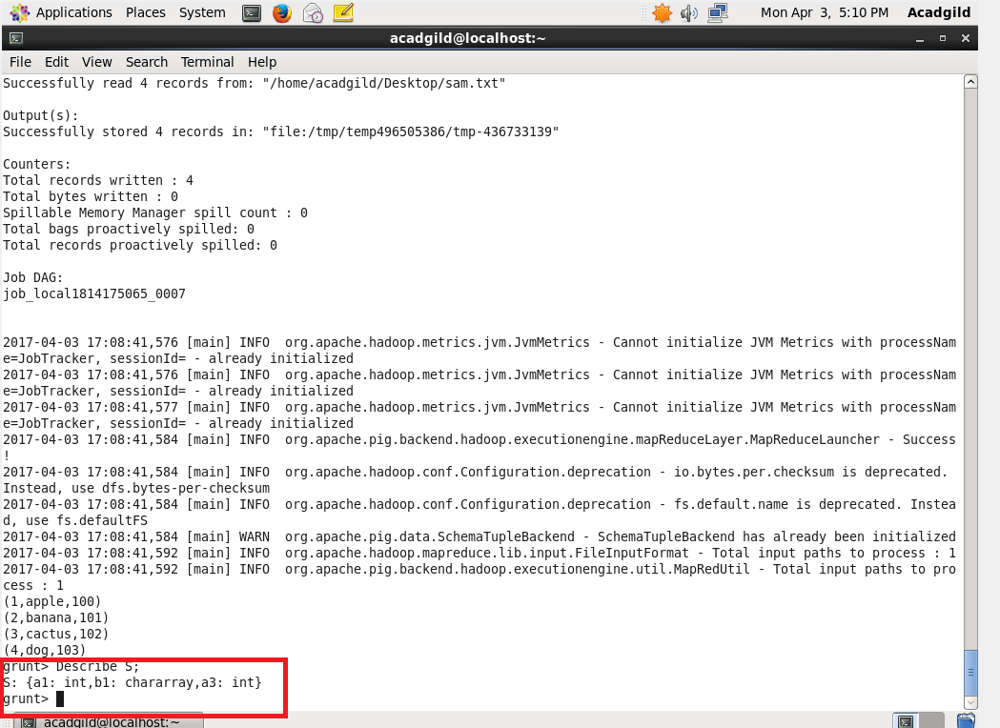 Applications Places System Mon Apr 3, 5:10 PM Acadgild
acadgild@localhost:~
File Edit View Search Terminal Help
Successfully read 4 records from: "/home/acadgild/Desktop/sam.txt"
Output(s):
Successfully stored 4 records in: "file:/tmp/temp496505386/tmp-436733139"
Counters:
Total records written : 4
Total bytes written : 0
Spillable Memory Manager spill count : 0
Total bags proactively spilled: 0
Total records proactively spilled: 0
Job DAG:
job_local1814175065_0007
2017-04-03 17:08:41,576 [main] INFO  org.apache.hadoop.metrics.jvm.JvmMetrics - Cannot initialize JVM Metrics with processNam
e=JobTracker, sessionId= - already initialized
2017-04-03 17:08:41,576 [main] INFO  org.apache.hadoop.metrics.jvm.JvmMetrics - Cannot initialize JVM Metrics with processNam
e=JobTracker, sessionId= - already initialized
2017-04-03 17:08:41,577 [main] INFO  org.apache.hadoop.metrics.jvm.JvmMetrics - Cannot initialize JVM Metrics with processNam
e=JobTracker, sessionId= - already initialized
2017-04-03 17:08:41,584 [main] INFO  org.apache.pig.backend.hadoop.executionengine.mapReduceLayer.MapReduceLauncher - Success
!
2017-04-03 17:08:41,584 [main] INFO  org.apache.hadoop.conf.Configuration.deprecation - io.bytes.per.checksum is deprecated.
Instead, use dfs.bytes-per-checksum
2017-04-03 17:08:41,584 [main] INFO  org.apache.hadoop.conf.Configuration.deprecation - fs.default.name is deprecated. Instea
d, use fs.defaultFS
2017-04-03 17:08:41,584 [main] WARN  org.apache.pig.data.SchemaTupleBackend - SchemaTupleBackend has already been initialized
2017-04-03 17:08:41,592 [main] INFO  org.apache.hadoop.mapreduce.lib.input.FileInputFormat - Total input paths to process : 1
2017-04-03 17:08:41,592 [main] INFO  org.apache.pig.backend.hadoop.executionengine.util.MapRedUtil - Total input paths to pro
cess : 1
(1,apple,100)
(2,banana,101)
(3,cactus,102)
(4,dog,103)
grunt> Describe S;
S: {a1: int,b1: chararray,a3: int}
grunt>
acadgild@localhost:~